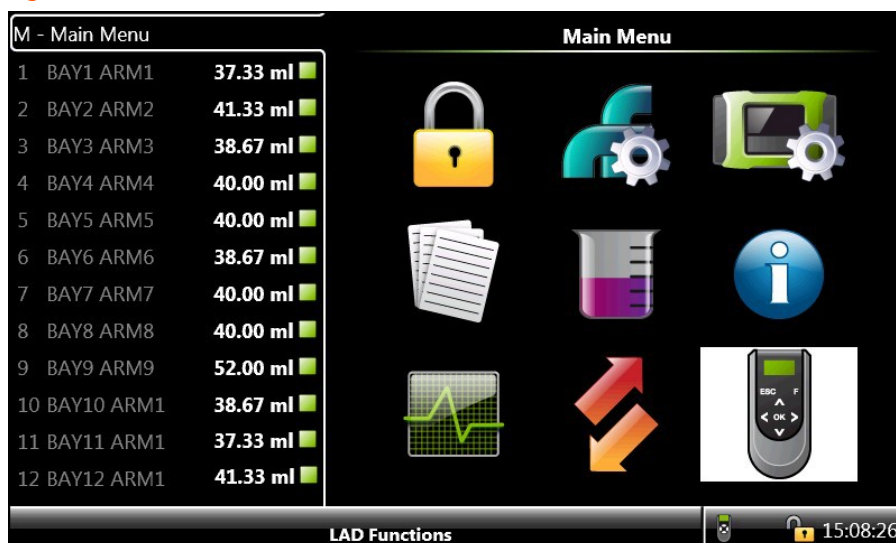 M - Main Menu
1 BAY1 ARM1 37.33 ml
2 BAY2 ARM2 41.33 ml
3 BAY3 ARM3 38.67 ml
4 BAY4 ARM4 40.00 ml
5 BAY5 ARM5 40.00 ml
6 BAY6 ARM6 38.67 ml
7 BAY7 ARM7 40.00 ml
8 BAY8 ARM8 40.00 ml
9 BAY9 ARM9 52.00 ml
10 BAY10 ARM1 38.67 ml
11 BAY11 ARM1 37.33 ml
12 BAY12 ARM1 41.33 ml
Main Menu
ESC F
OK
LAD Functions
15:08:26